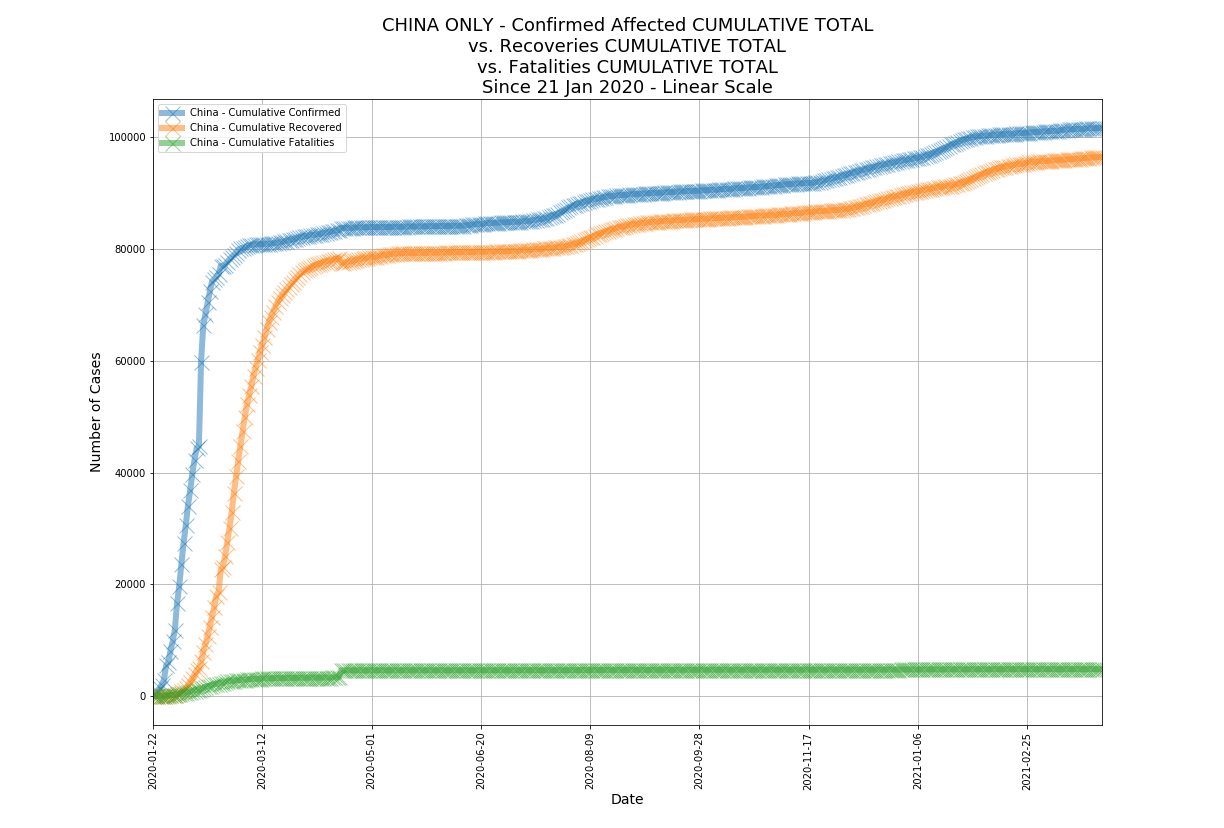 CHINA ONLY - Confirmed Affected CUMULATIVE TOTAL
vs. Recoveries CUMULATIVE TOTAL
vs. Fatalities CUMULATIVE TOTAL
Since 21 Jan 2020 - Linear Scale
China - Cumulative Confirmed
China - Cumulative Recovered
China - Cumulative Fatalities
Number of Cases
100000
80000
60000
40000
20000
0
2020-01-22
2020-03-12
2020-05-01
2020-06-20
2020-08-09
2020-09-28
2020-11-17
2021-01-06
2021-02-25
Date